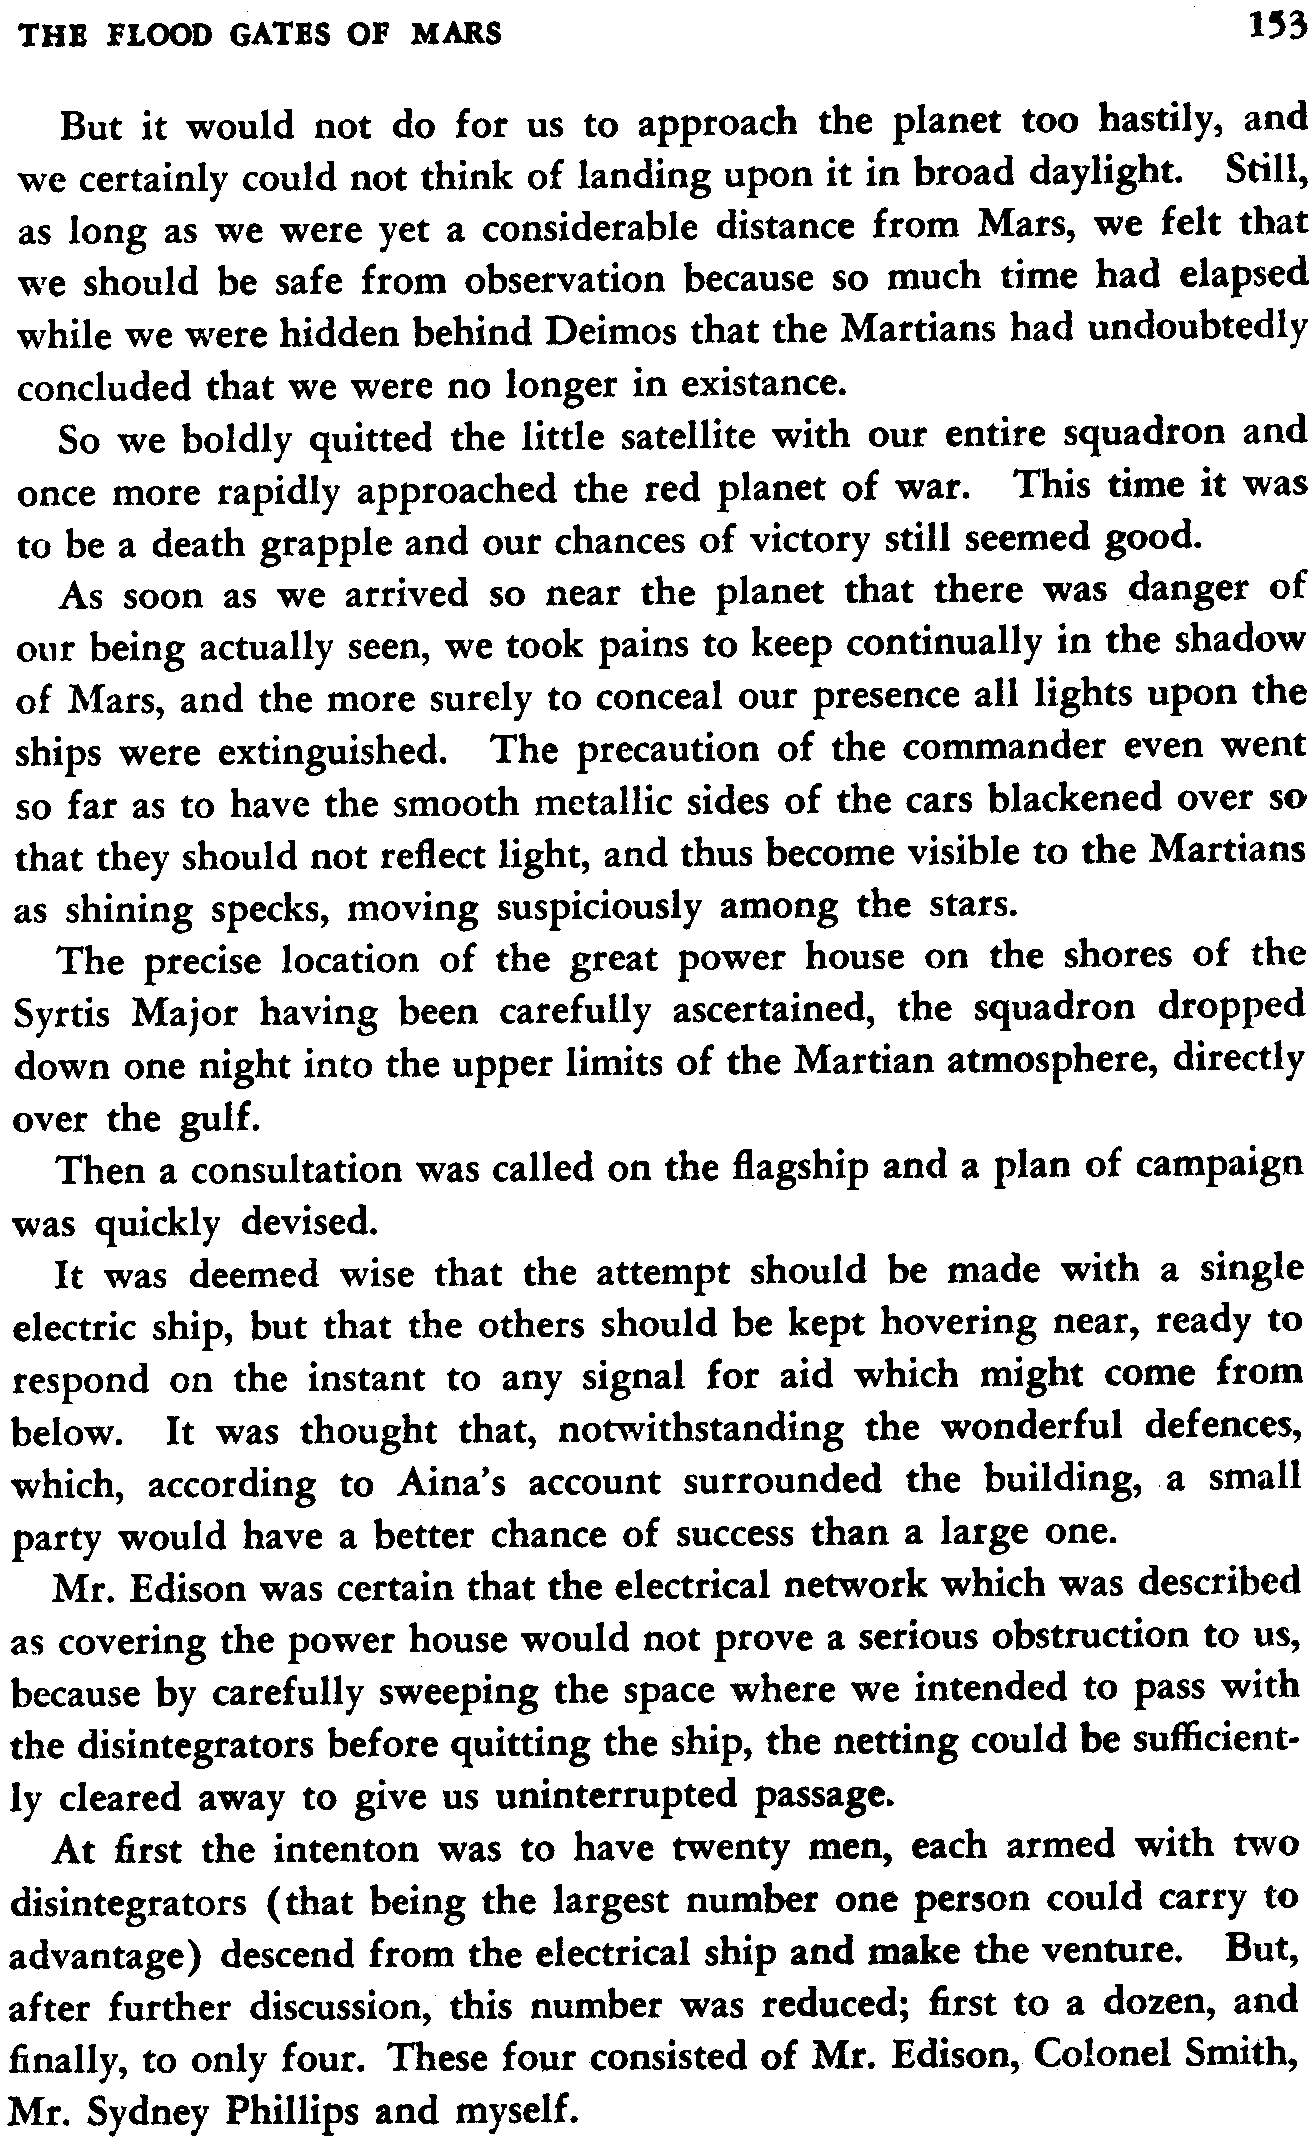 THE FLOOD GATES OF MARS 153
But it would not do for us to approach the planet too hastily, and
we certainly could not think of landing upon it in broad daylight. Still,
as long as we were yet a considerable distance from Mars, we felt that
we should be safe from observation because so much time had elapsed
while we were hidden behind Deimos that the Martians had undoubtedly
concluded that we were no longer in existance.
So we boldly quitted the little satellite with our entire squadron and
once more rapidly approached the red planet of war. This time it was
to be a death grapple and our chances of victory still seemed good.
As soon as we arrived so near the planet that there was danger of
our being actually seen, we took pains to keep continually in the shadow
of Mars, and the more surely to conceal our presence all lights upon the
ships were extinguished. The precaution of the commander even went
so far as to have the smooth metallic sides of the cars blackened over so
that they should not reflect light, and thus become visible to the Martians
as shining specks, moving suspiciously among the stars.
The precise location of the great power house on the shores of the
Syrtis Major having been carefully ascertained, the squadron dropped
down one night into the upper limits of the Martian atmosphere, directly
over the gulf.
Then a consultation was called on the flagship and a plan of campaign
was quickly devised.
It was deemed wise that the attempt should be made with a single
electric ship, but that the others should be kept hovering near, ready to
respond on the instant to any signal for aid which might come from
below. It was thought that, notwithstanding the wonderful defences,
which, according to Aina's account surrounded the building, a small
party would have a better chance of success than a large one.
Mr. Edison was certain that the electrical network which was described
as covering the power house would not prove a serious obstruction to us,
because by carefully sweeping the space where we intended to pass with
the disintegrators before quitting the ship, the netting could be sufficient-
ly cleared away to give us uninterrupted passage.
At first the intenton was to have twenty men, each armed with two
disintegrators (that being the largest number one person could carry to
advantage) descend from the electrical ship and make the venture. But,
after further discussion, this number was reduced; first to a dozen, and
finally, to only four. These four consisted of Mr. Edison, Colonel Smith,
Mr. Sydney Phillips and myself.